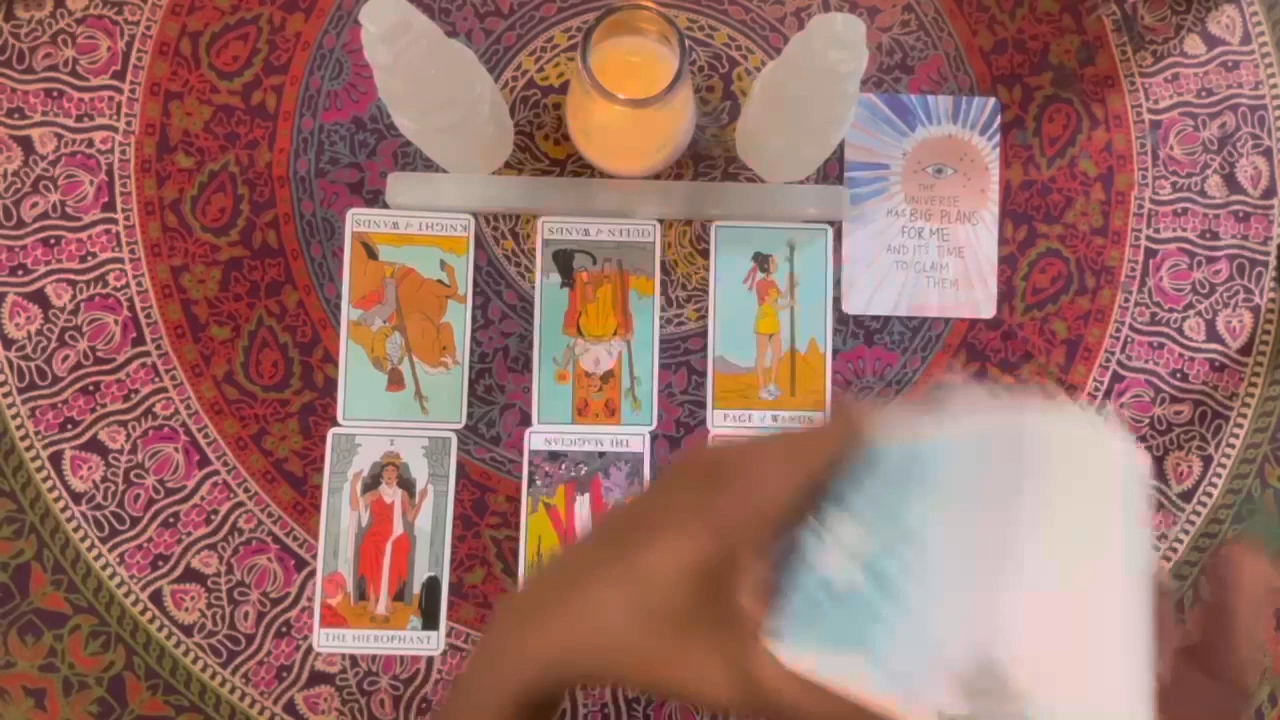 KNIGHT of WANDS
QUEEN of WANDS
PAGE of WANDS
THE
UNIVERSE
HAS BIG PLANS
FOR ME
AND IT'S TIME
TO CLAIM
THEM
THE HIEROPHANT
THE MAGICIAN